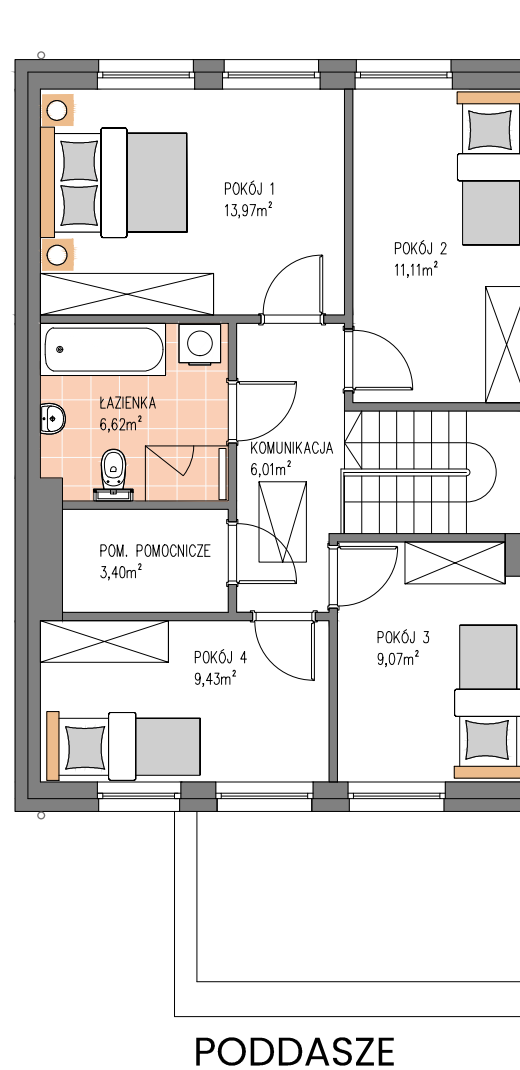 POKÓJ 1
13,97m²
POKÓJ 2
11,11m²
ŁAZIENKA
6,62m²
KOMUNIKACJA
6,01m²
POM. POMOCNICZE
3,40m²
POKÓJ 3
9,07m²
POKÓJ 4
9,43m²
PODDASZE